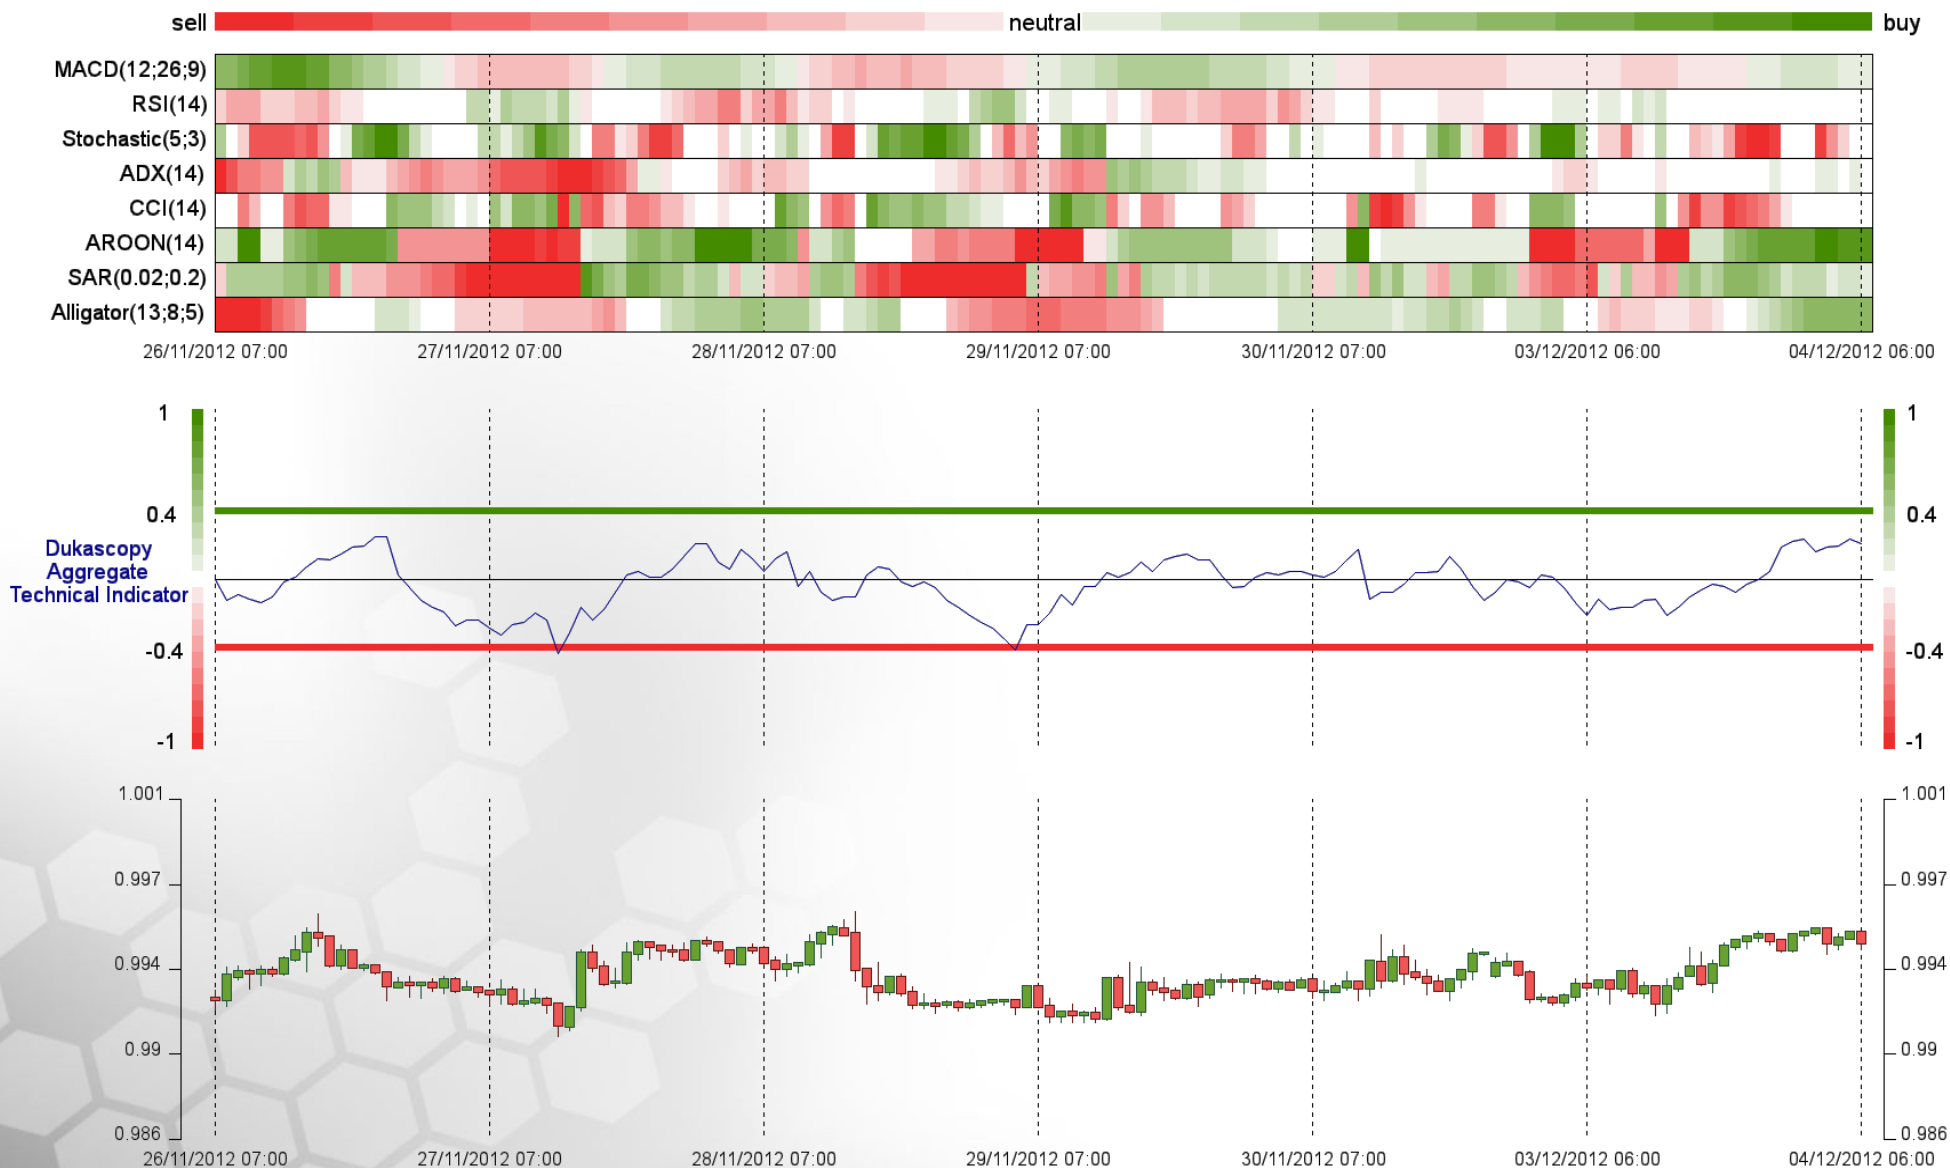 sell neutral buy
MACD(12;26;9)
RSI(14)
Stochastic(5;3)
ADX(14)
CCI(14)
AROON(14)
SAR(0.02;0.2)
Alligator(13;8;5)
26/11/2012 07:00 27/11/2012 07:00 28/11/2012 07:00 29/11/2012 07:00 30/11/2012 07:00 03/12/2012 06:00 04/12/2012 06:00
1 1
0.4 0.4
Dukascopy
Aggregate
Technical Indicator
-0.4 -0.4
-1 -1
1.001 1.001
0.997 0.997
0.994 0.994
0.99 0.99
0.986 0.986
26/11/2012 07:00 27/11/2012 07:00 28/11/2012 07:00 29/11/2012 07:00 30/11/2012 07:00 03/12/2012 06:00 04/12/2012 06:00